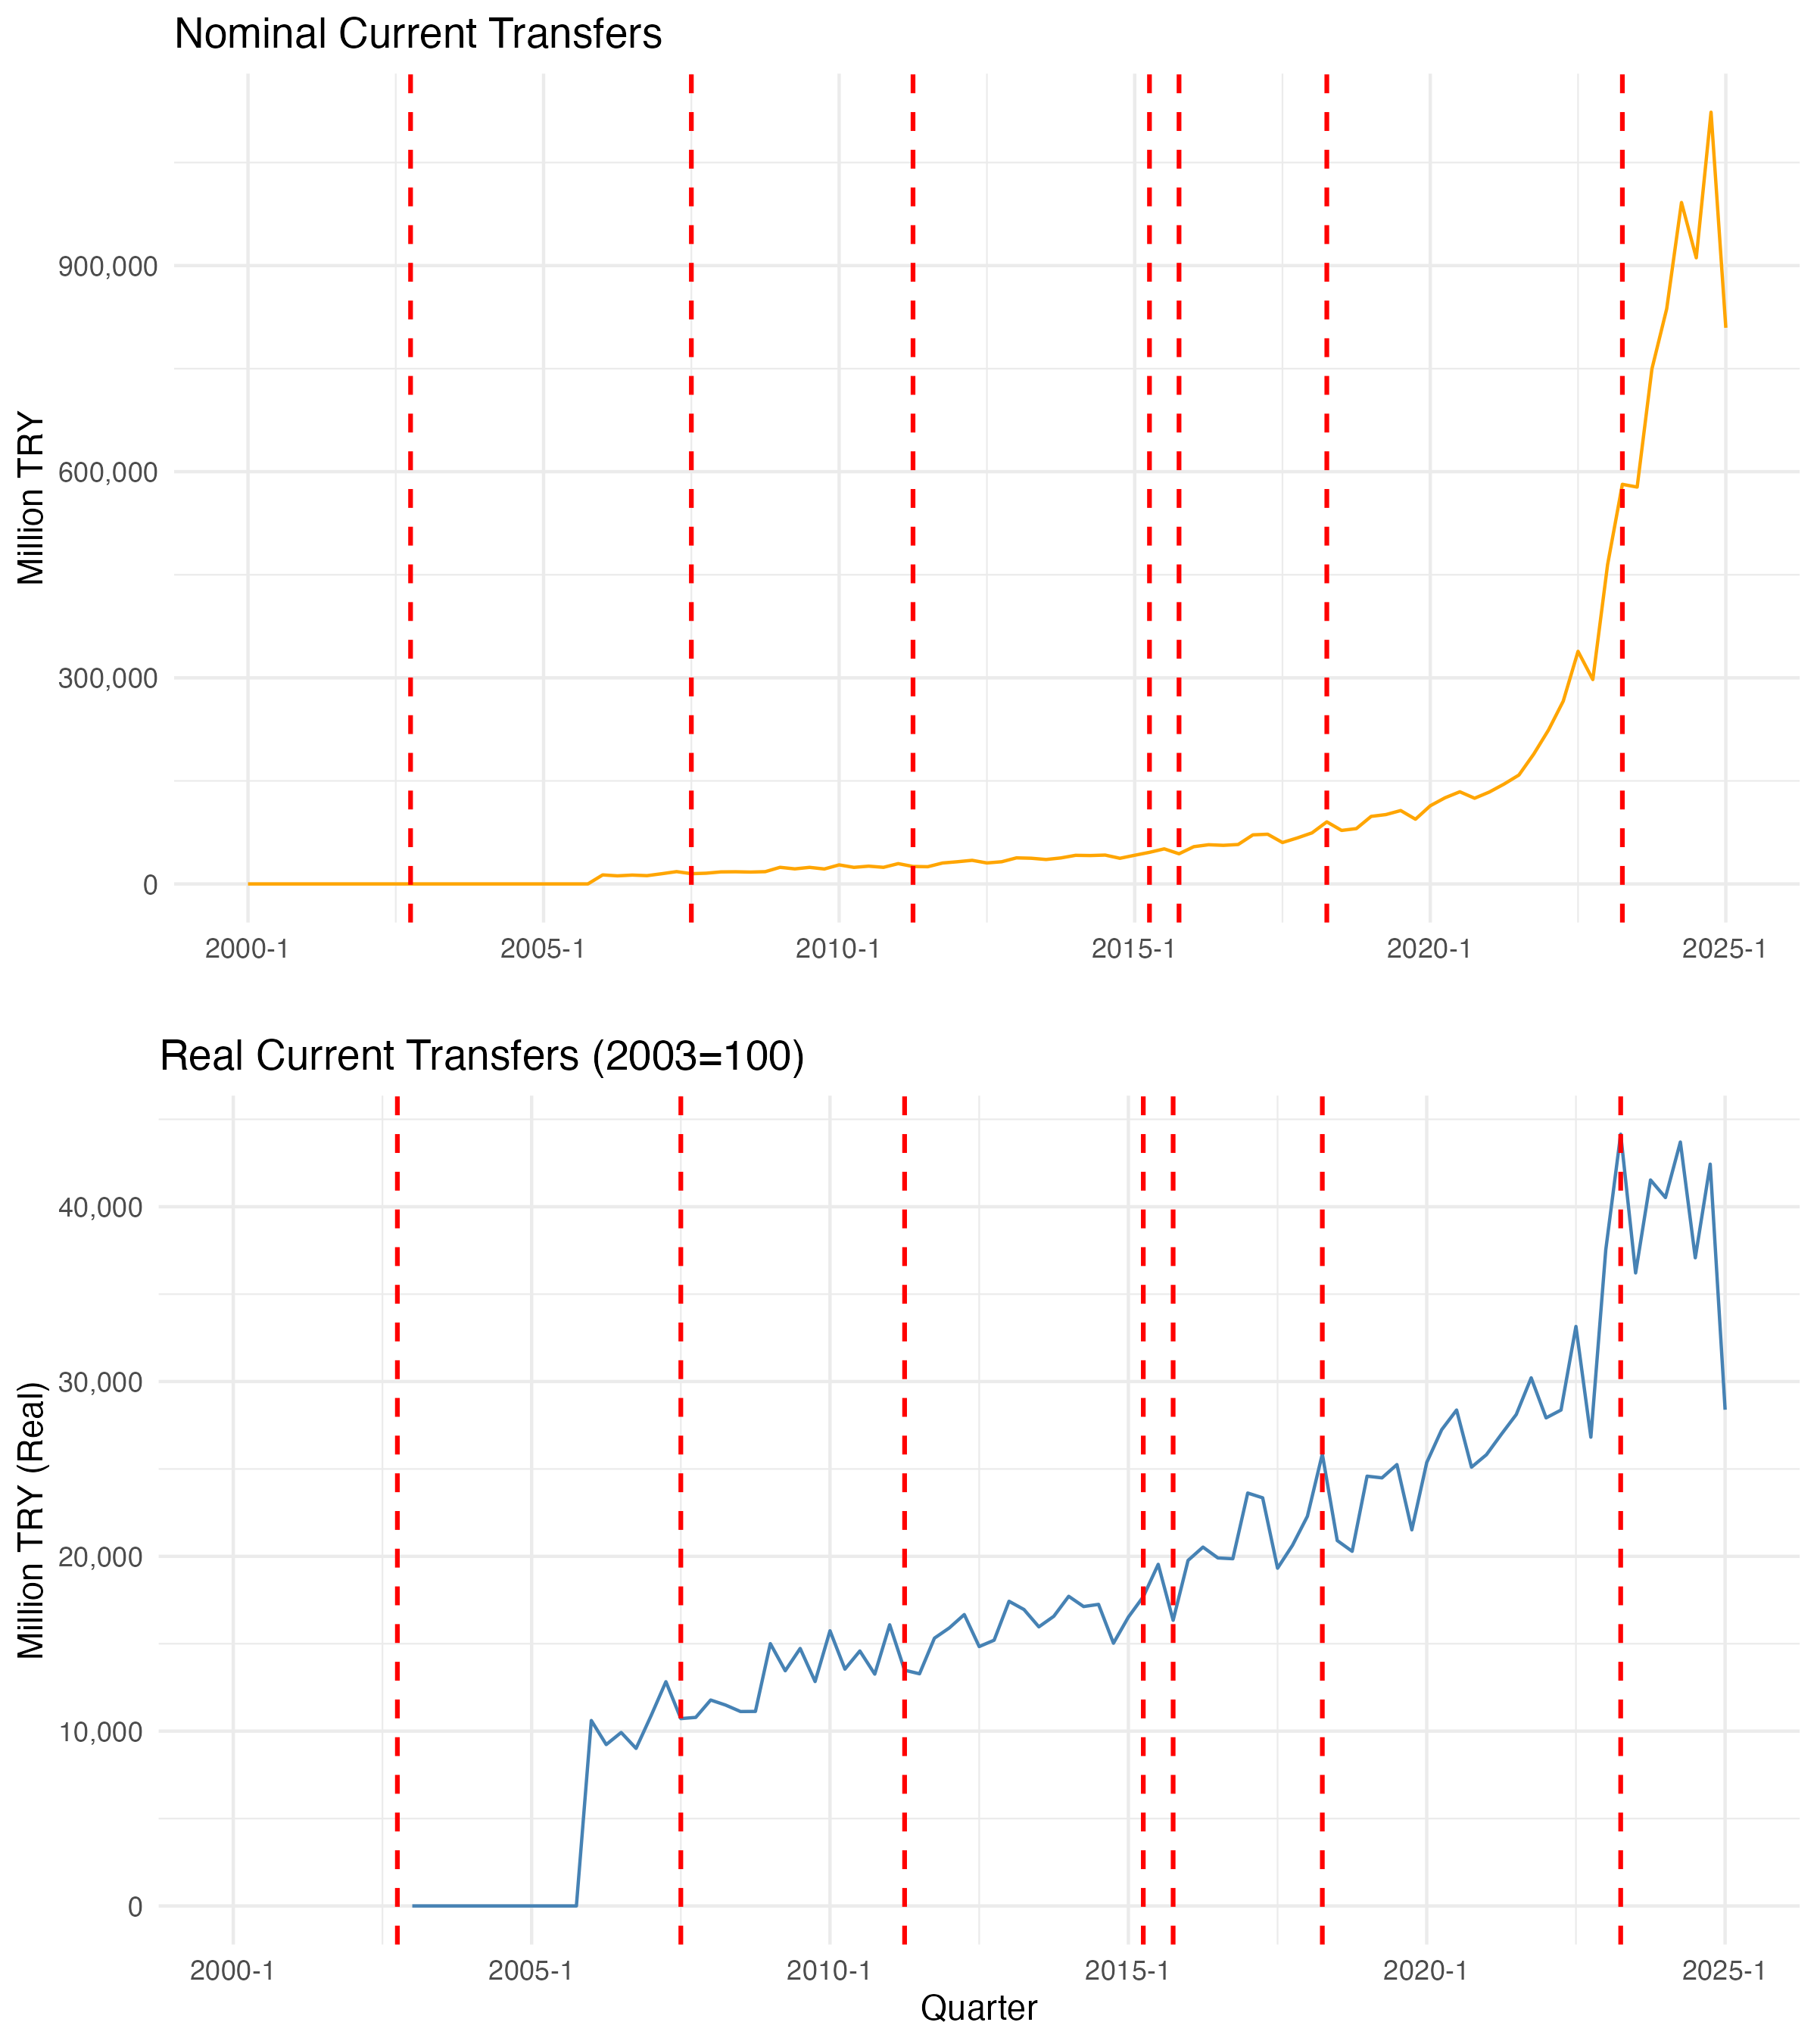 Nominal Current Transfers
Million TRY
900,000
600,000
300,000
0
2000-1 2005-1 2010-1 2015-1 2020-1 2025-1
Real Current Transfers (2003=100)
Million TRY (Real)
40,000
30,000
20,000
10,000
0
2000-1 2005-1 2010-1 2015-1 2020-1 2025-1
Quarter